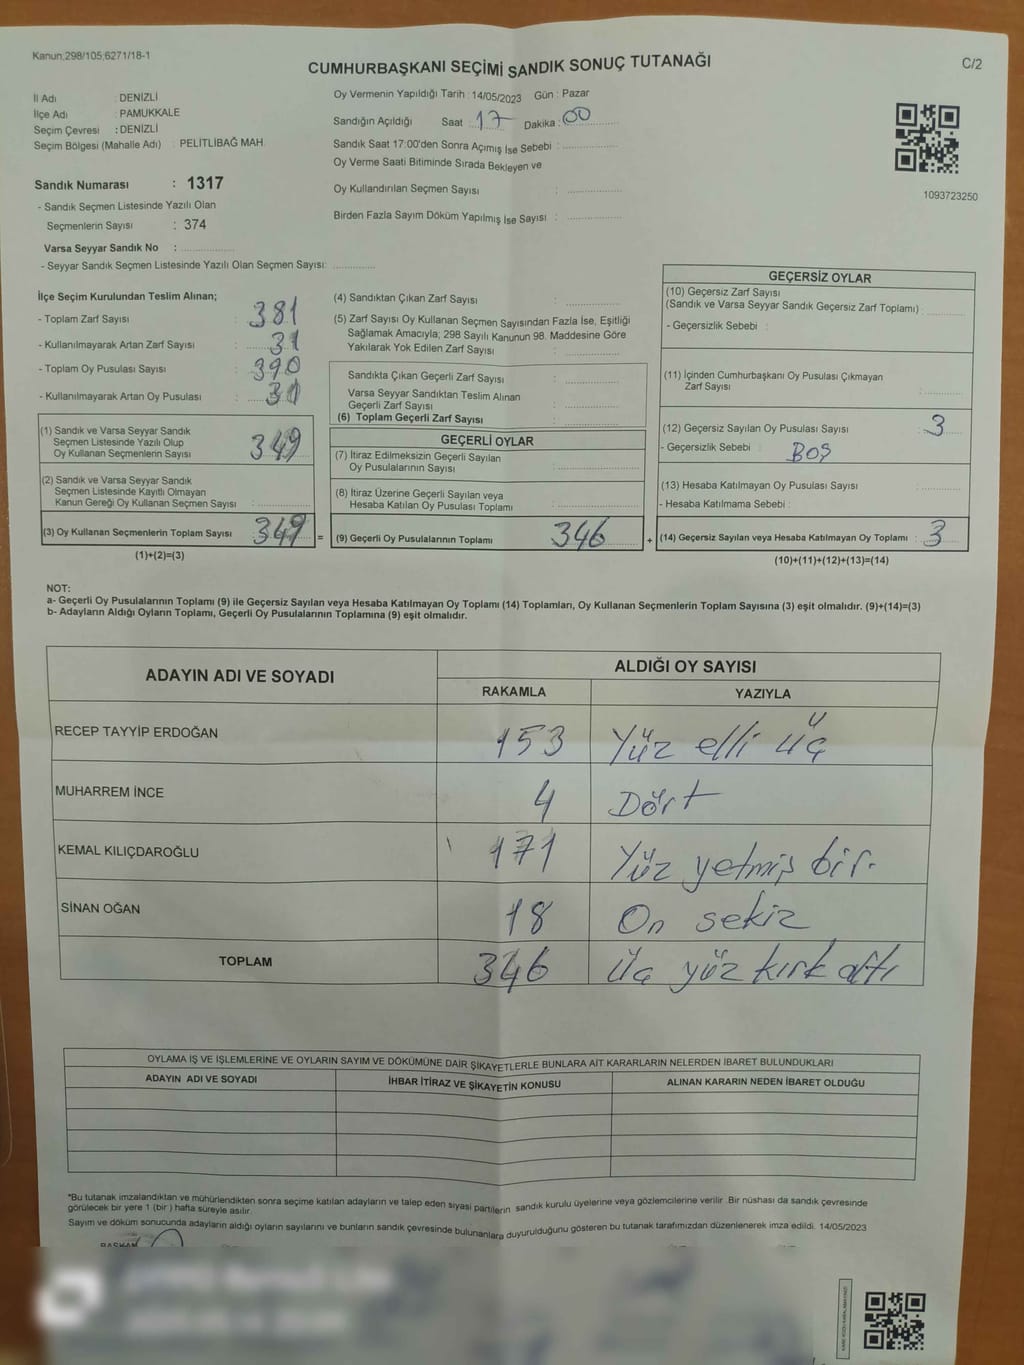 Kanun;298/105;6271/18-1
CUMHURBAŞKANI SEÇİMİ SANDIK SONUÇ TUTANAĞI
C/2
İl Adı : DENİZLİ
İlçe Adı : PAMUKKALE
Seçim Çevresi : DENİZLİ
Seçim Bölgesi (Mahalle Adı) : PELİTLİBAĞ MAH.
Sandık Numarası : 1317
- Sandık Seçmen Listesinde Yazılı Olan
Seçmenlerin Sayısı : 374
Varsa Seyyar Sandık No :
- Seyyar Sandık Seçmen Listesinde Yazılı Olan Seçmen Sayısı:
Oy Vermenin Yapıldığı Tarih : 14/05/2023 Gün : Pazar
Sandığın Açıldığı Saat : 17 Dakika : 00
Sandık Saat 17:00'den Sonra Açımış İse Sebebi :
Oy Verme Saati Bitiminde Sırada Bekleyen ve
Oy Kullandırılan Seçmen Sayısı :
Birden Fazla Sayım Döküm Yapılmış İse Sayısı :
1093723250
İlçe Seçim Kurulundan Teslim Alınan;
- Toplam Zarf Sayısı : 381
- Kullanılmayarak Artan Zarf Sayısı : 31
- Toplam Oy Pusulası Sayısı : 390
- Kullanılmayarak Artan Oy Pusulası :
(1) Sandık ve Varsa Seyyar Sandık
Seçmen Listesinde Yazılı Olup
Oy Kullanan Seçmenlerin Sayısı 349
(2) Sandık ve Varsa Seyyar Sandık
Seçmen Listesinde Kayıtlı Olmayan
Kanun Gereği Oy Kullanan Seçmen Sayısı :
(3) Oy Kullanan Seçmenlerin Toplam Sayısı 349 =
(1)+(2)=(3)
(4) Sandıktan Çıkan Zarf Sayısı :
(5) Zarf Sayısı Oy Kullanan Seçmen Sayısından Fazla İse, Eşitliği
Sağlamak Amacıyla; 298 Sayılı Kanunun 98. Maddesine Göre
Yakılarak Yok Edilen Zarf Sayısı :
Sandıkta Çıkan Geçerli Zarf Sayısı :
Varsa Seyyar Sandıktan Teslim Alınan
Geçerli Zarf Sayısı :
(6) Toplam Geçerli Zarf Sayısı :
GEÇERLİ OYLAR
(7) İtiraz Edilmeksizin Geçerli Sayılan
Oy Pusulalarının Sayısı :
(8) İtiraz Üzerine Geçerli Sayılan veya
Hesaba Katılan Oy Pusulası Toplamı :
(9) Geçerli Oy Pusulalarının Toplamı 346 +
GEÇERSİZ OYLAR
(10) Geçersiz Zarf Sayısı
(Sandık ve Varsa Seyyar Sandık Geçersiz Zarf Toplamı) :
- Geçersizlik Sebebi :
(11) İçinden Cumhurbaşkanı Oy Pusulası Çıkmayan
Zarf Sayısı :
(12) Geçersiz Sayılan Oy Pusulası Sayısı : 3
- Geçersizlik Sebebi : BOŞ
(13) Hesaba Katılmayan Oy Pusulası Sayısı :
- Hesaba Katılmama Sebebi :
(14) Geçersiz Sayılan veya Hesaba Katılmayan Oy Toplamı : 3
(10)+(11)+(12)+(13)=(14)
NOT:
a- Geçerli Oy Pusulalarının Toplamı (9) ile Geçersiz Sayılan veya Hesaba Katılmayan Oy Toplamı (14) Toplamları, Oy Kullanan Seçmenlerin Toplam Sayısına (3) eşit olmalıdır. (9)+(14)=(3)
b- Adayların Aldığı Oyların Toplamı, Geçerli Oy Pusulalarının Toplamına (9) eşit olmalıdır.
ADAYIN ADI VE SOYADI ALDIĞI OY SAYISI
RAKAMLA YAZIYLA
RECEP TAYYİP ERDOĞAN 153 Yüz elli üç
MUHARREM İNCE 4 Dört
KEMAL KILIÇDAROĞLU 171 Yüz yetmiş bir.
SİNAN OĞAN 18 On sekiz
TOPLAM 346 üç yüz kırk altı
OYLAMA İŞ VE İŞLEMLERİNE VE OYLARIN SAYIM VE DÖKÜMÜNE DAİR ŞİKAYETLERLE BUNLARA AİT KARARLARIN NELERDEN İBARET BULUNDUKLARI
ADAYIN ADI VE SOYADI İHBAR İTİRAZ VE ŞİKAYETİN KONUSU ALINAN KARARIN NEDEN İBARET OLDUĞU
*Bu tutanak imzalandıktan ve mühürlendikten sonra seçime katılan adayların ve talep eden siyasi partilerin sandık kurulu üyelerine veya gözlemcilerine verilir. Bir nüshası da sandık çevresinde
görülecek bir yere 1 (bir) hafta süreyle asılır.
Sayım ve döküm sonucunda adayların aldığı oyların sayılarını ve bunların sandık çevresinde bulunanlara duyurulduğunu gösteren bu tutanak tarafımızdan düzenlenerek imza edildi. 14/05/2023
BAŞKAN